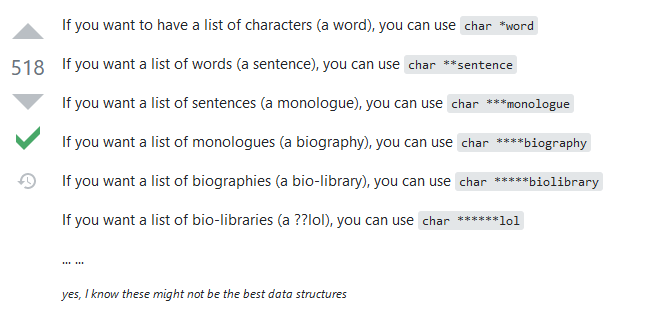 If you want to have a list of characters (a word), you can use char *word
518
If you want a list of words (a sentence), you can use char **sentence
If you want a list of sentences (a monologue), you can use char ***monologue
If you want a list of monologues (a biography), you can use char ****biography
If you want a list of biographies (a bio-library), you can use char *****biolibrary
If you want a list of bio-libraries (a ??lol), you can use char ******lol
... ...
yes, I know these might not be the best data structures